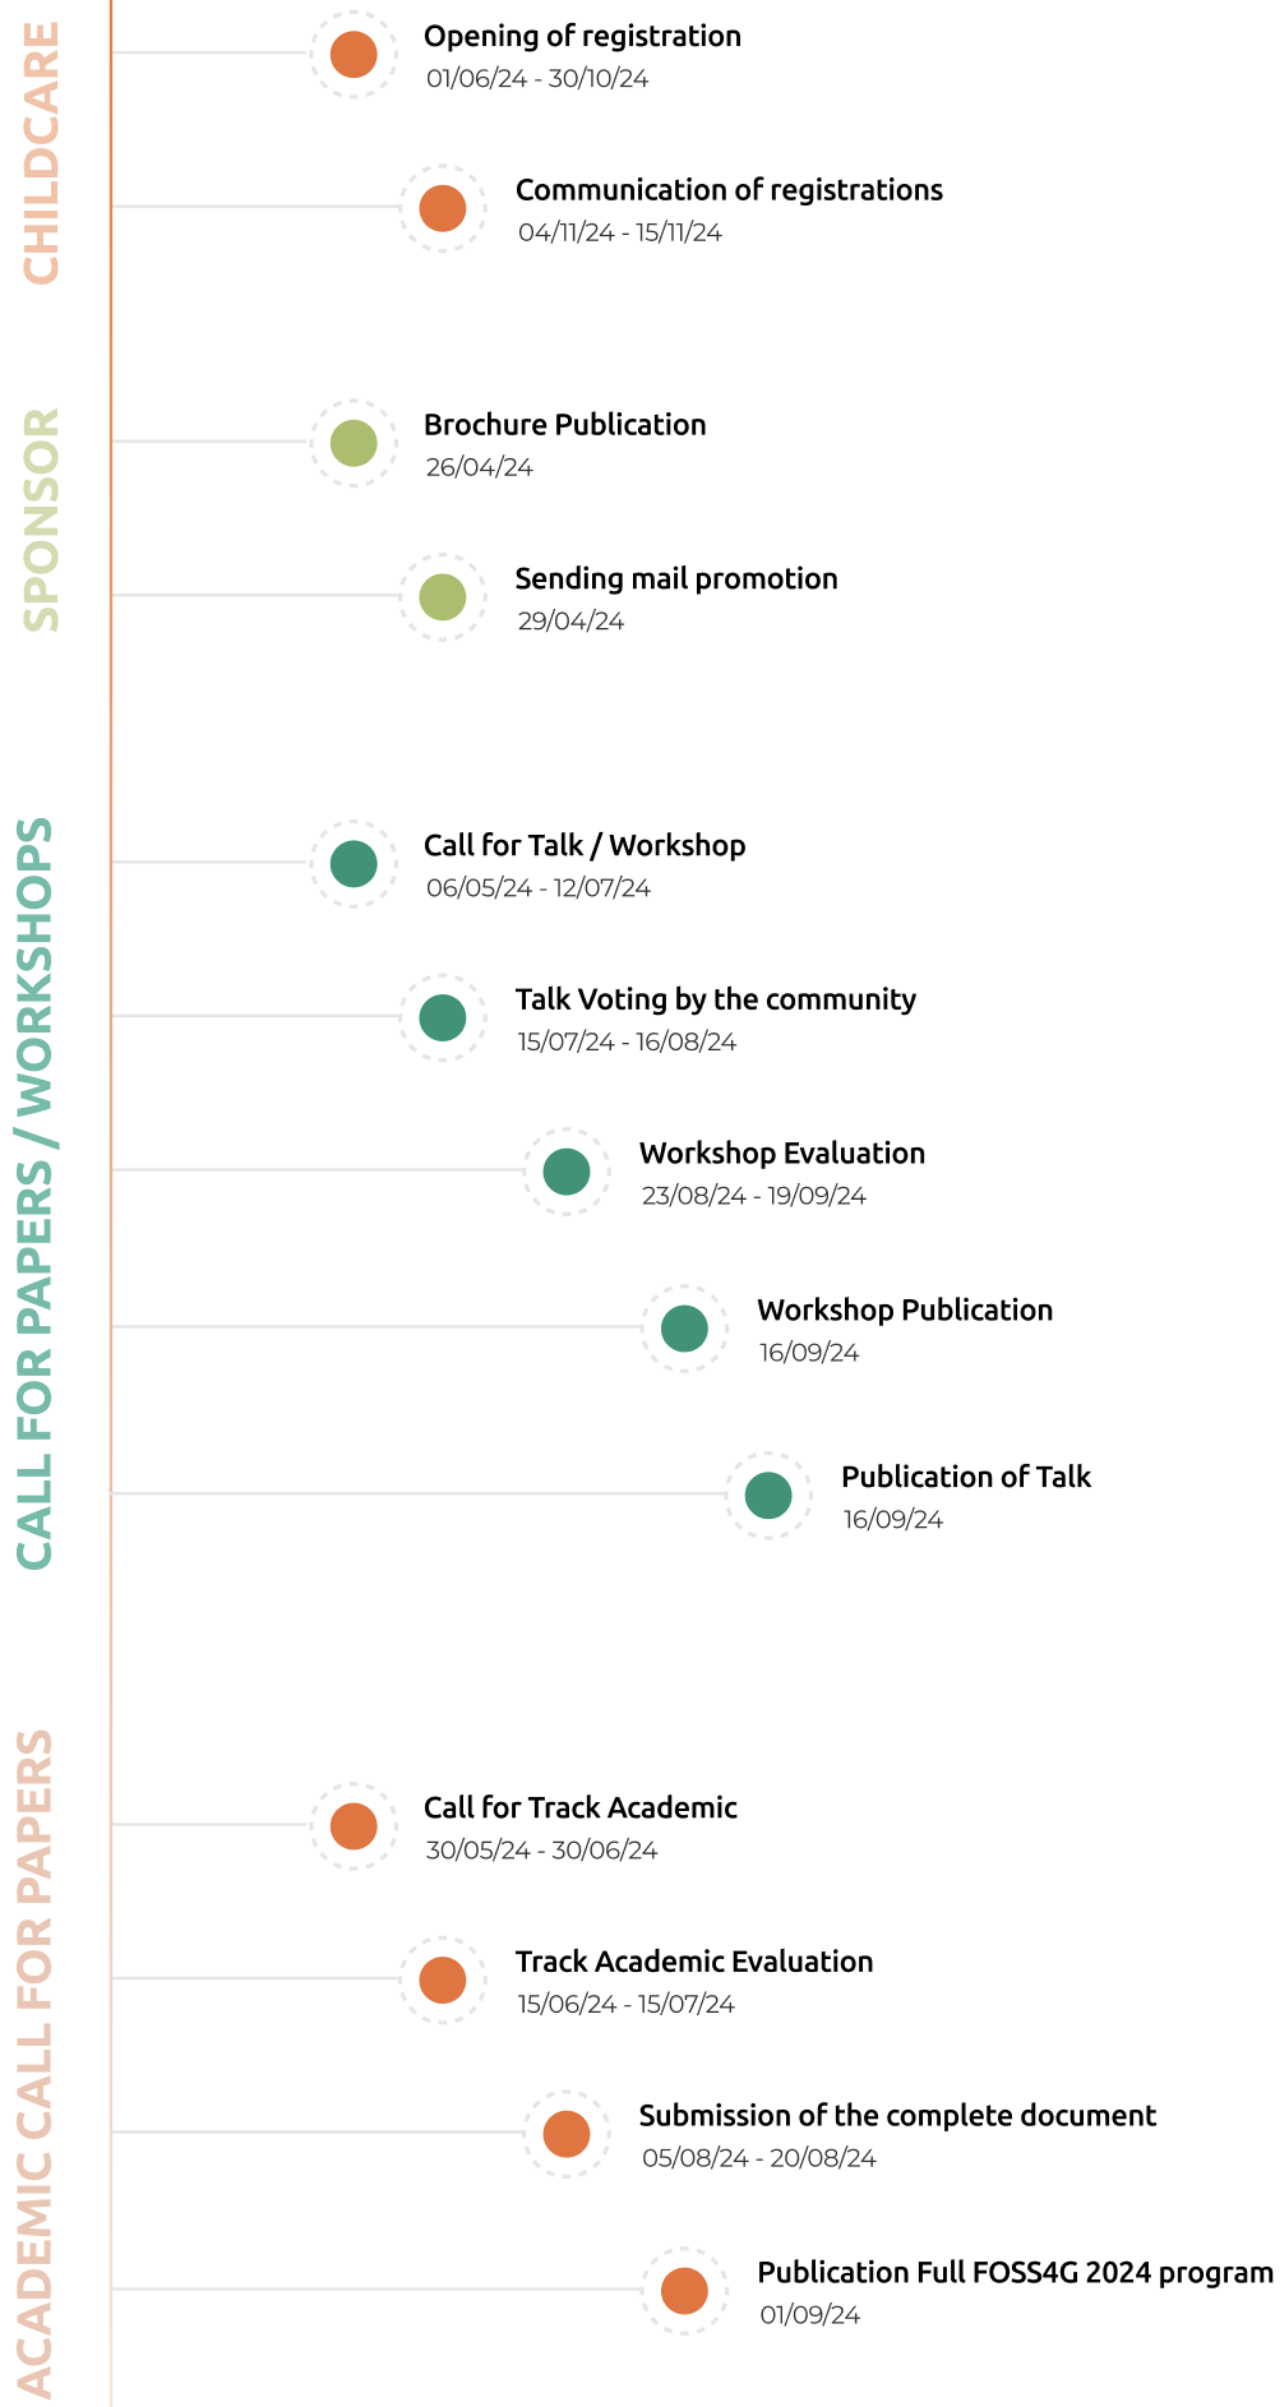 CHILDCARE
Opening of registration
01/06/24 - 30/10/24
Communication of registrations
04/11/24 - 15/11/24
SPONSOR
Brochure Publication
26/04/24
Sending mail promotion
29/04/24
CALL FOR PAPERS / WORKSHOPS
Call for Talk / Workshop
06/05/24 - 12/07/24
Talk Voting by the community
15/07/24 - 16/08/24
Workshop Evaluation
23/08/24 - 19/09/24
Workshop Publication
16/09/24
Publication of Talk
16/09/24
ACADEMIC CALL FOR PAPERS
Call for Track Academic
30/05/24 - 30/06/24
Track Academic Evaluation
15/06/24 - 15/07/24
Submission of the complete document
05/08/24 - 20/08/24
Publication Full FOSS4G 2024 program
01/09/24